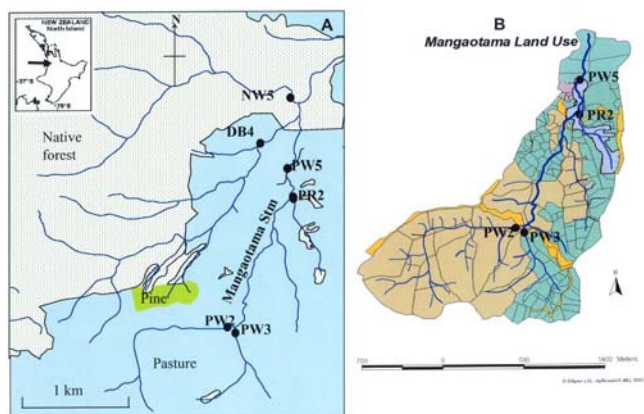 NEW ZEALAND
North Island
37°S
A
N
NW5
Native
forest
DB4
PW5
PR2
Mangaotama Stm
Pine
PW2
PW3
Pasture
1 km
B
Mangaotama Land Use
PW5
PR2
PW2
PW3
N
700
0
700
1400 Meters